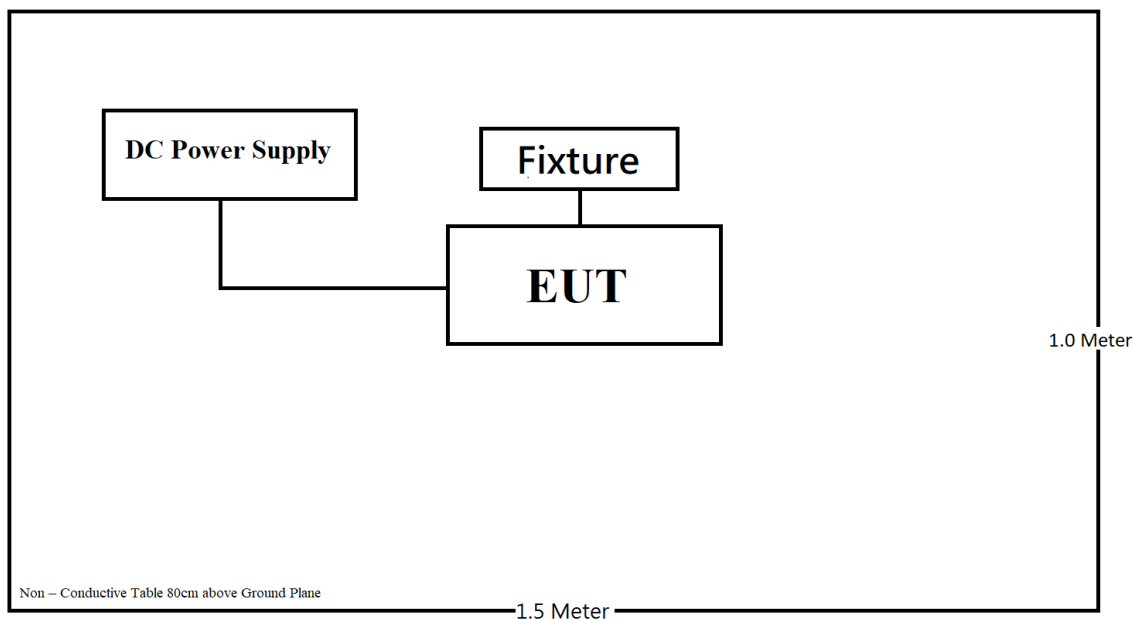 DC Power Supply
Fixture
EUT
1.0 Meter
Non – Conductive Table 80cm above Ground Plane
1.5 Meter